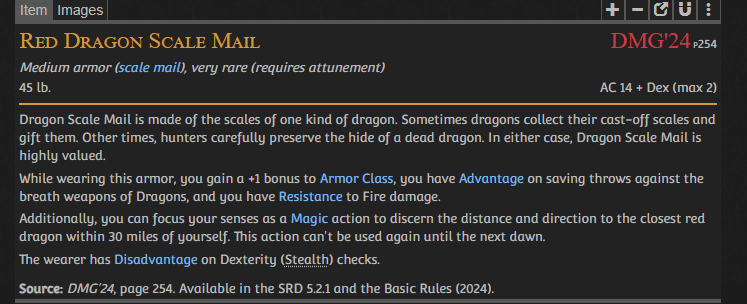 Item Images
Red Dragon Scale Mail DMG'24 p254
Medium armor (scale mail), very rare (requires attunement)
45 lb. AC 14 + Dex (max 2)
Dragon Scale Mail is made of the scales of one kind of dragon. Sometimes dragons collect their cast-off scales and
gift them. Other times, hunters carefully preserve the hide of a dead dragon. In either case, Dragon Scale Mail is
highly valued.
While wearing this armor, you gain a +1 bonus to Armor Class, you have Advantage on saving throws against the
breath weapons of Dragons, and you have Resistance to Fire damage.
Additionally, you can focus your senses as a Magic action to discern the distance and direction to the closest red
dragon within 30 miles of yourself. This action can't be used again until the next dawn.
The wearer has Disadvantage on Dexterity (Stealth) checks.
Source: DMG'24, page 254. Available in the SRD 5.2.1 and the Basic Rules (2024).